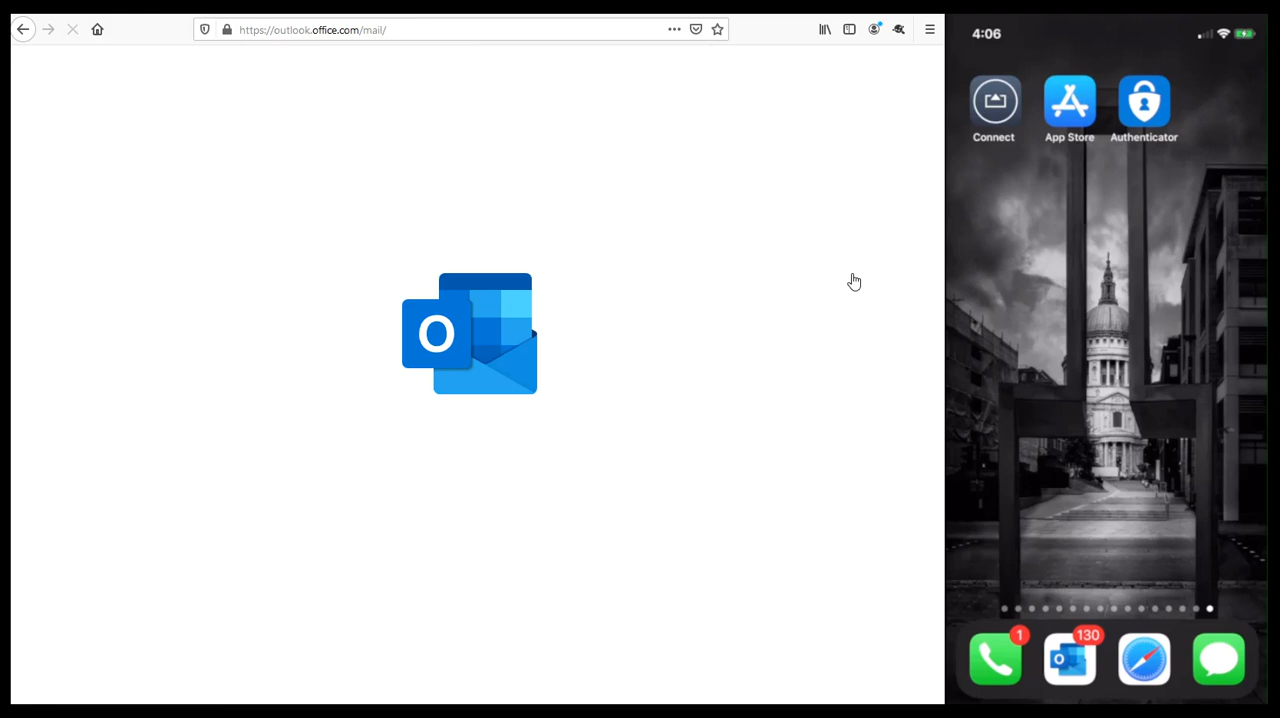 https://outlook.office.com/mail/
O
4:06
Connect
App Store
Authenticator
1
130
O